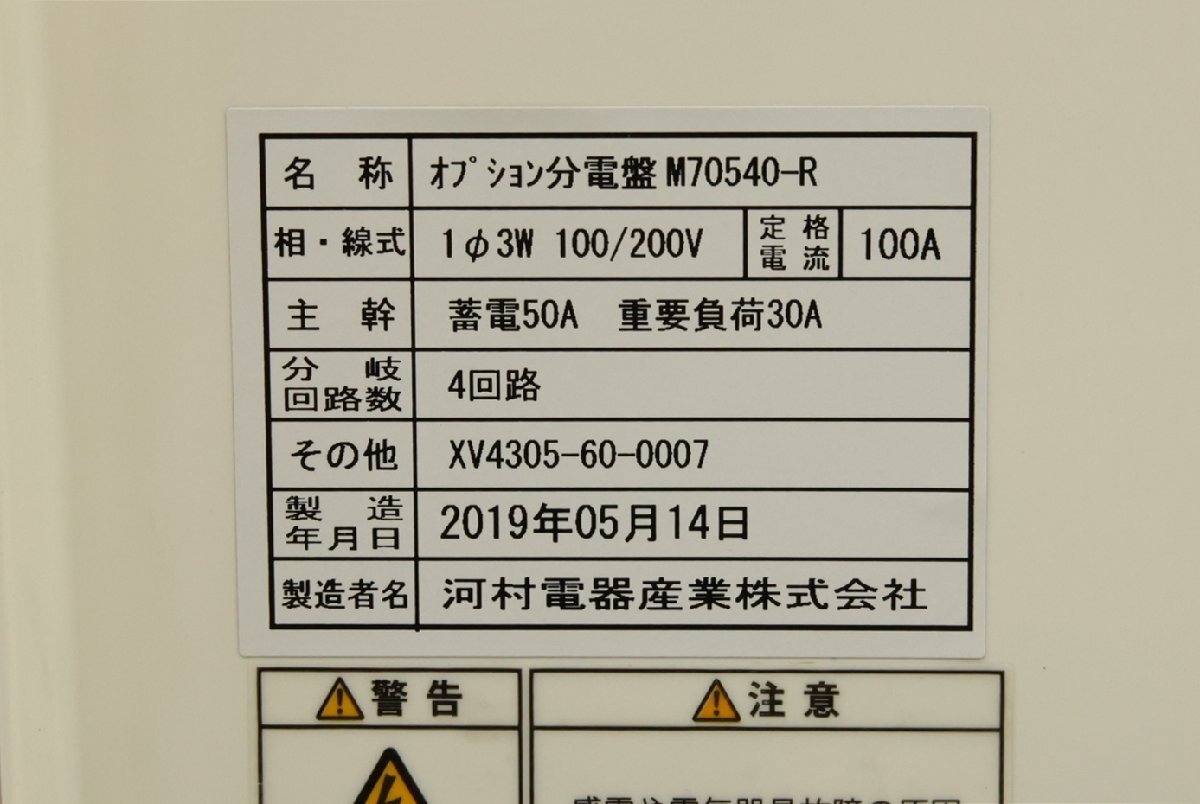 名 称 ｵﾌﾟｼｮﾝ分電盤 M70540-R
相・線式 1φ3W 100/200V 定格電流 100A
主 幹 蓄電50A 重要負荷30A
分岐回路数 4回路
その他 XV4305-60-0007
製造年月日 2019年05月14日
製造者名 河村電器産業株式会社
警告
注意